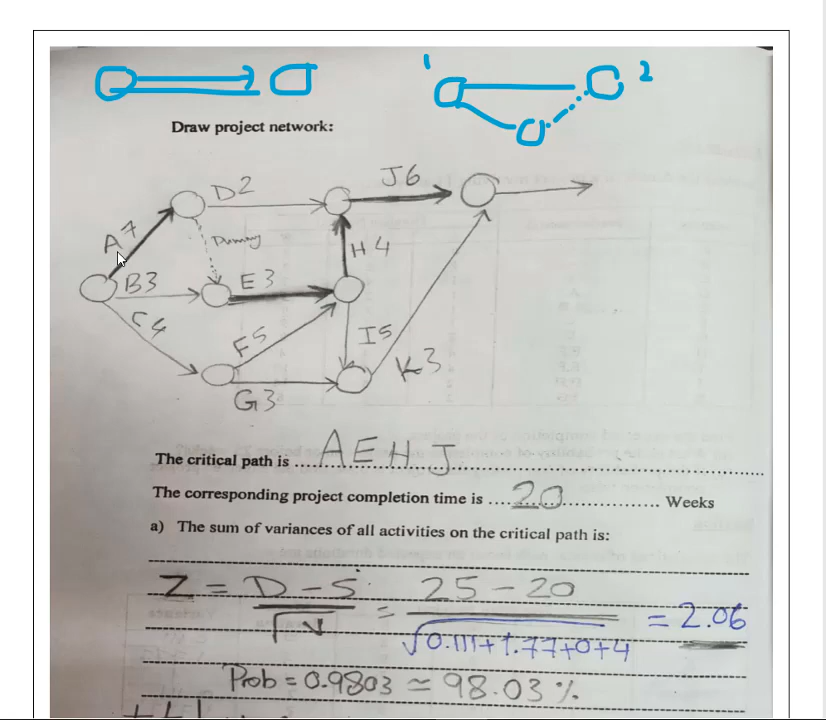 1 2
Draw project network:
J6
D2
A7
Dummy
H4
B3
E3
C4
F5
I5
K3
G3
The critical path is ....A E H J....
The corresponding project completion time is ....20.... Weeks
a) The sum of variances of all activities on the critical path is:
Z = D - S / √V = 25 - 20 / √0.111+1.77+0+4 = 2.06
Prob = 0.9803 ≃ 98.03 %